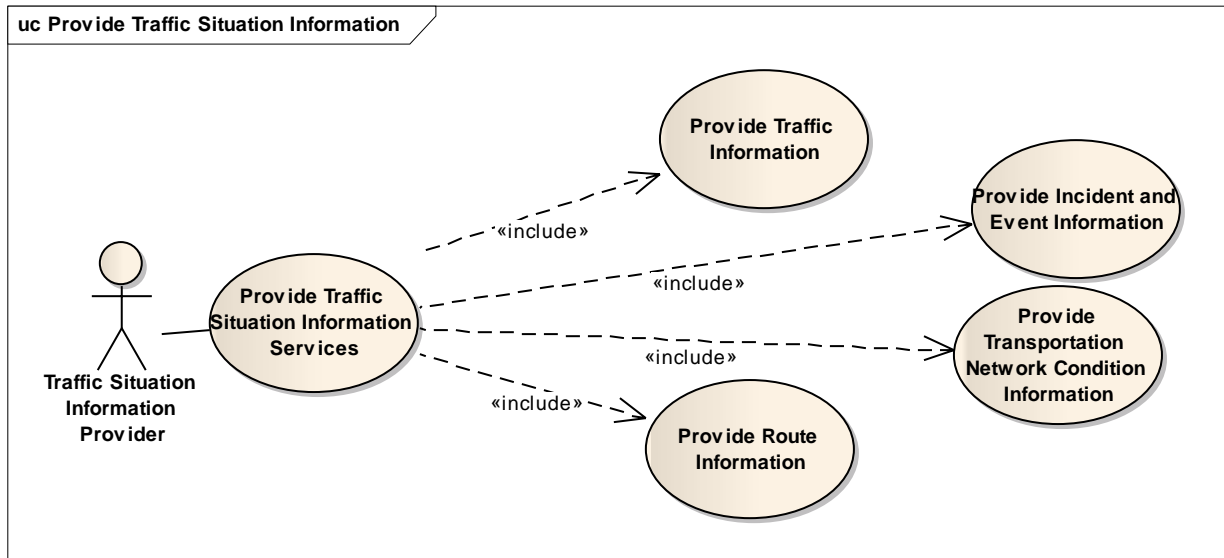 uc Provide Traffic Situation Information
Provide Traffic
Information
Provide Incident and
Event Information
«include»
«include»
Provide Traffic
Situation Information
Services
Provide
Transportation
Network Condition
Information
«include»
Traffic Situation
Information
Provider
«include»
Provide Route
Information